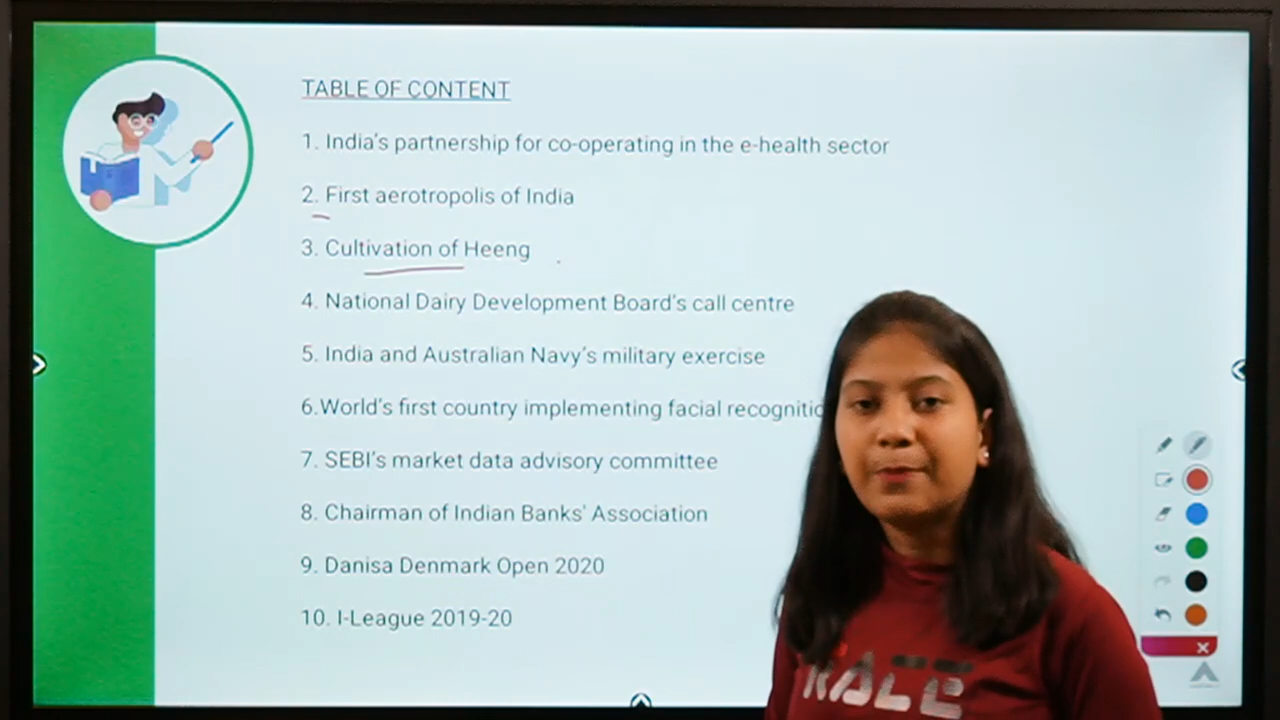 TABLE OF CONTENT
1. India's partnership for co-operating in the e-health sector
2. First aerotropolis of India
3. Cultivation of Heeng
4. National Dairy Development Board's call centre
5. India and Australian Navy's military exercise
6.World's first country implementing facial
7. SEBI's market data advisory committee
8. Chairman of Indian Banks' Association
9. Danisa Denmark Open 2020
10. I-League 2019-20
RACE